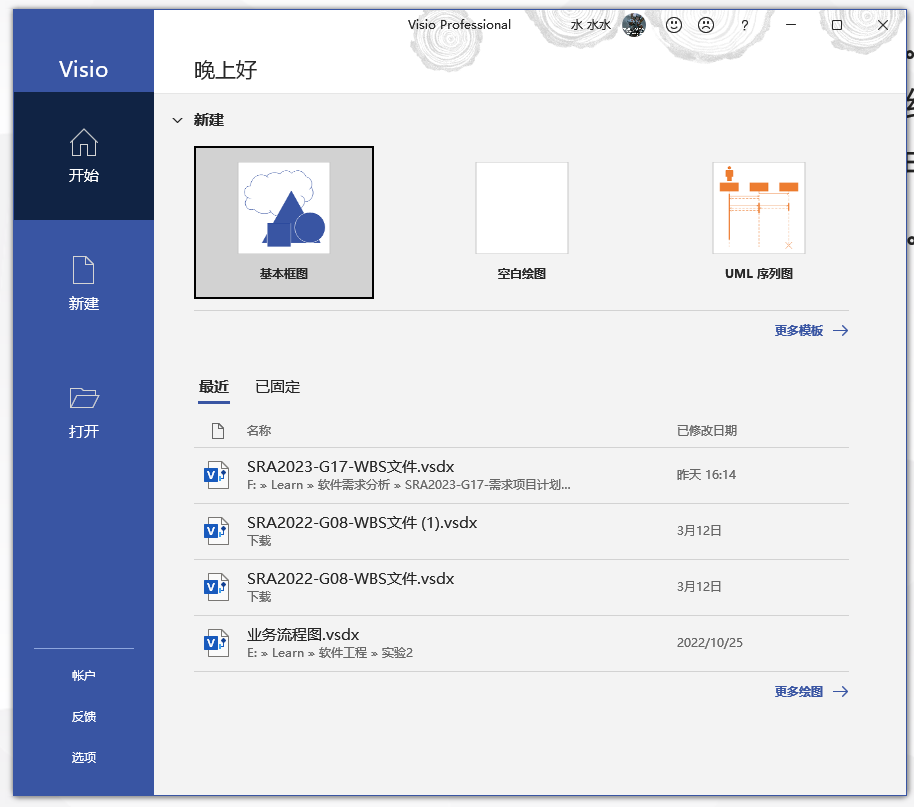 Visio Professional
水 水水
?
Visio
晚上好
开始
新建
打开
帐户
反馈
选项
新建
基本框图
空白绘图
UML 序列图
更多模板
最近
已固定
名称
已修改日期
SRA2023-G17-WBS文件.vsdx
昨天 16:14
F: » Learn » 软件需求分析 » SRA2023-G17-需求项目计划...
SRA2022-G08-WBS文件 (1).vsdx
3月12日
下载
SRA2022-G08-WBS文件.vsdx
3月12日
下载
业务流程图.vsdx
2022/10/25
E: » Learn » 软件工程 » 实验2
更多绘图